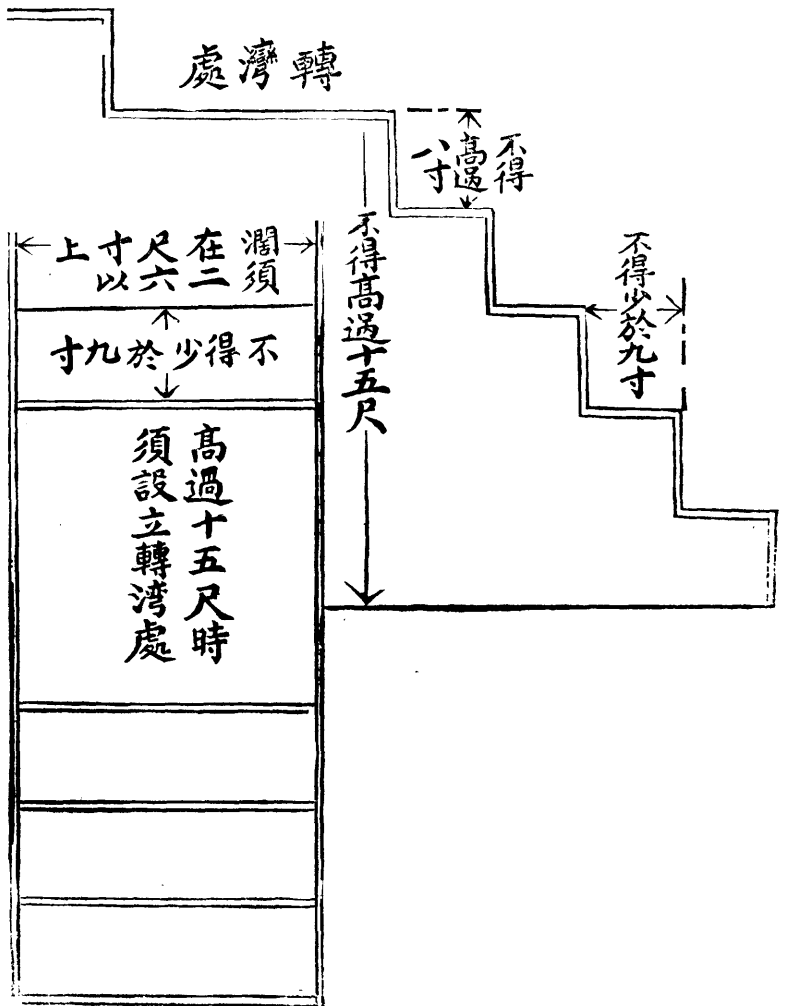 轉灣處
不得
高過
八寸
不得少於九寸
不得高過十五尺
濶須
在二
尺六
寸以
上
不得少於九寸
高過十五尺時
須設立轉湾處